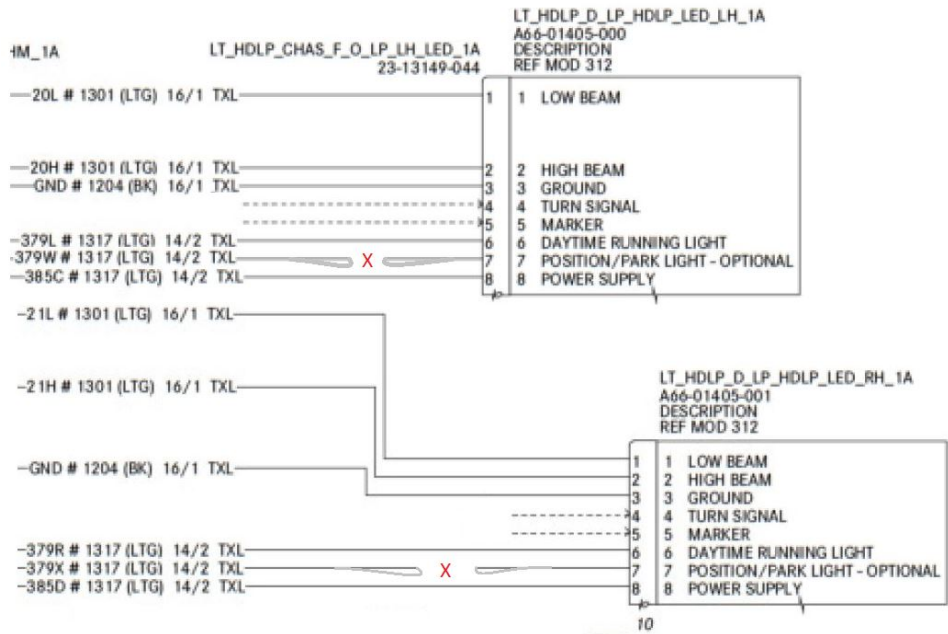 LT_HDLP_D_LP_HDLP_LED_LH_1A
A66-01405-000
HM_1A LT_HDLP_CHAS_F_O_LP_LH_LED_1A DESCRIPTION
23-13149-044 REF MOD 312
20L # 1301 (LTG) 16/1 TXL 1 1 LOW BEAM
20H # 1301 (LTG) 16/1 TXL 2 2 HIGH BEAM
GND # 1204 (BK) 16/1 TXL 3 3 GROUND
4 4 TURN SIGNAL
5 5 MARKER
379L # 1317 (LTG) 14/2 TXL 6 6 DAYTIME RUNNING LIGHT
379W # 1317 (LTG) 14/2 TXL X 7 7 POSITION/PARK LIGHT - OPTIONAL
385C # 1317 (LTG) 14/2 TXL 8 8 POWER SUPPLY
21L # 1301 (LTG) 16/1 TXL
21H # 1301 (LTG) 16/1 TXL
LT_HDLP_D_LP_HDLP_LED_RH_1A
A66-01405-001
DESCRIPTION
REF MOD 312
GND # 1204 (BK) 16/1 TXL
1 1 LOW BEAM
2 2 HIGH BEAM
3 3 GROUND
4 4 TURN SIGNAL
5 5 MARKER
379R # 1317 (LTG) 14/2 TXL 6 6 DAYTIME RUNNING LIGHT
379X # 1317 (LTG) 14/2 TXL X 7 7 POSITION/PARK LIGHT - OPTIONAL
385D # 1317 (LTG) 14/2 TXL 8 8 POWER SUPPLY
10